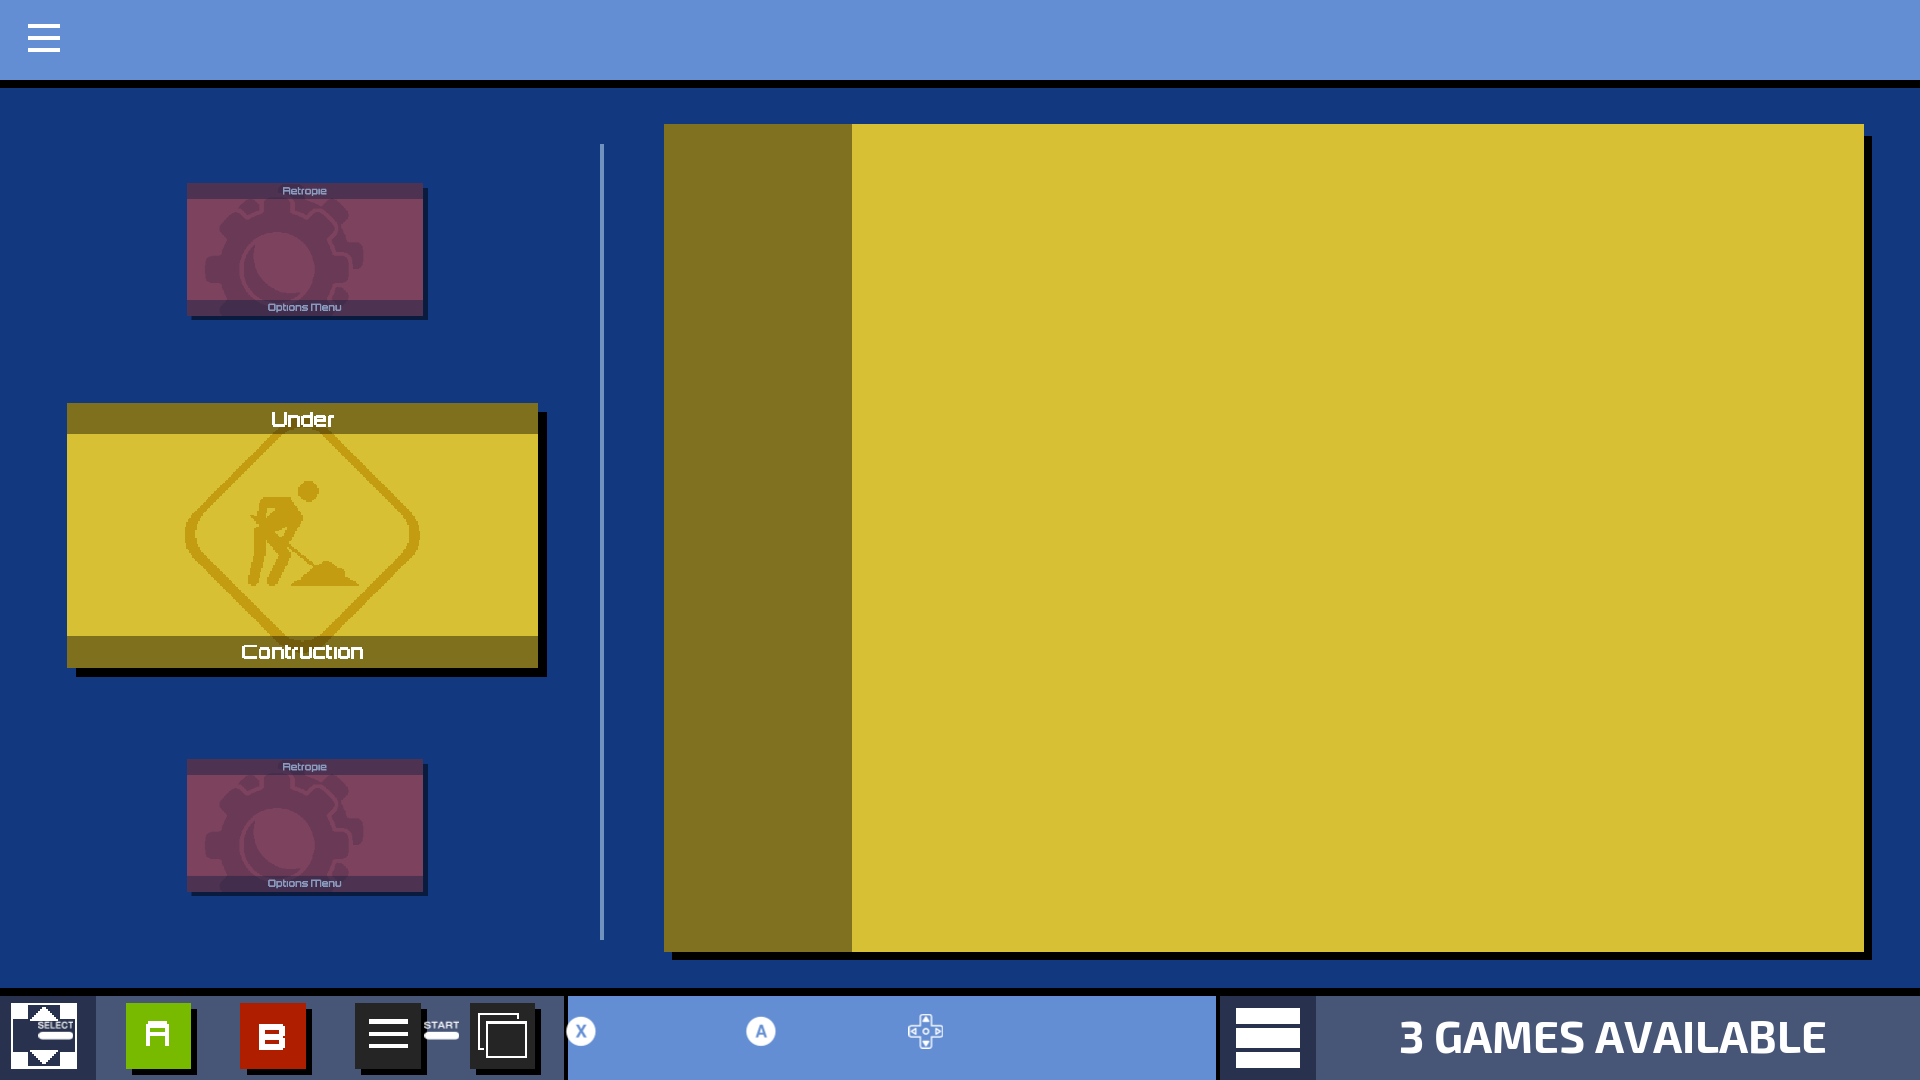 Retropie
Options Menu
Under
Contruction
Retropie
Options Menu
SELECT
A
B
START
X
A
3 GAMES AVAILABLE